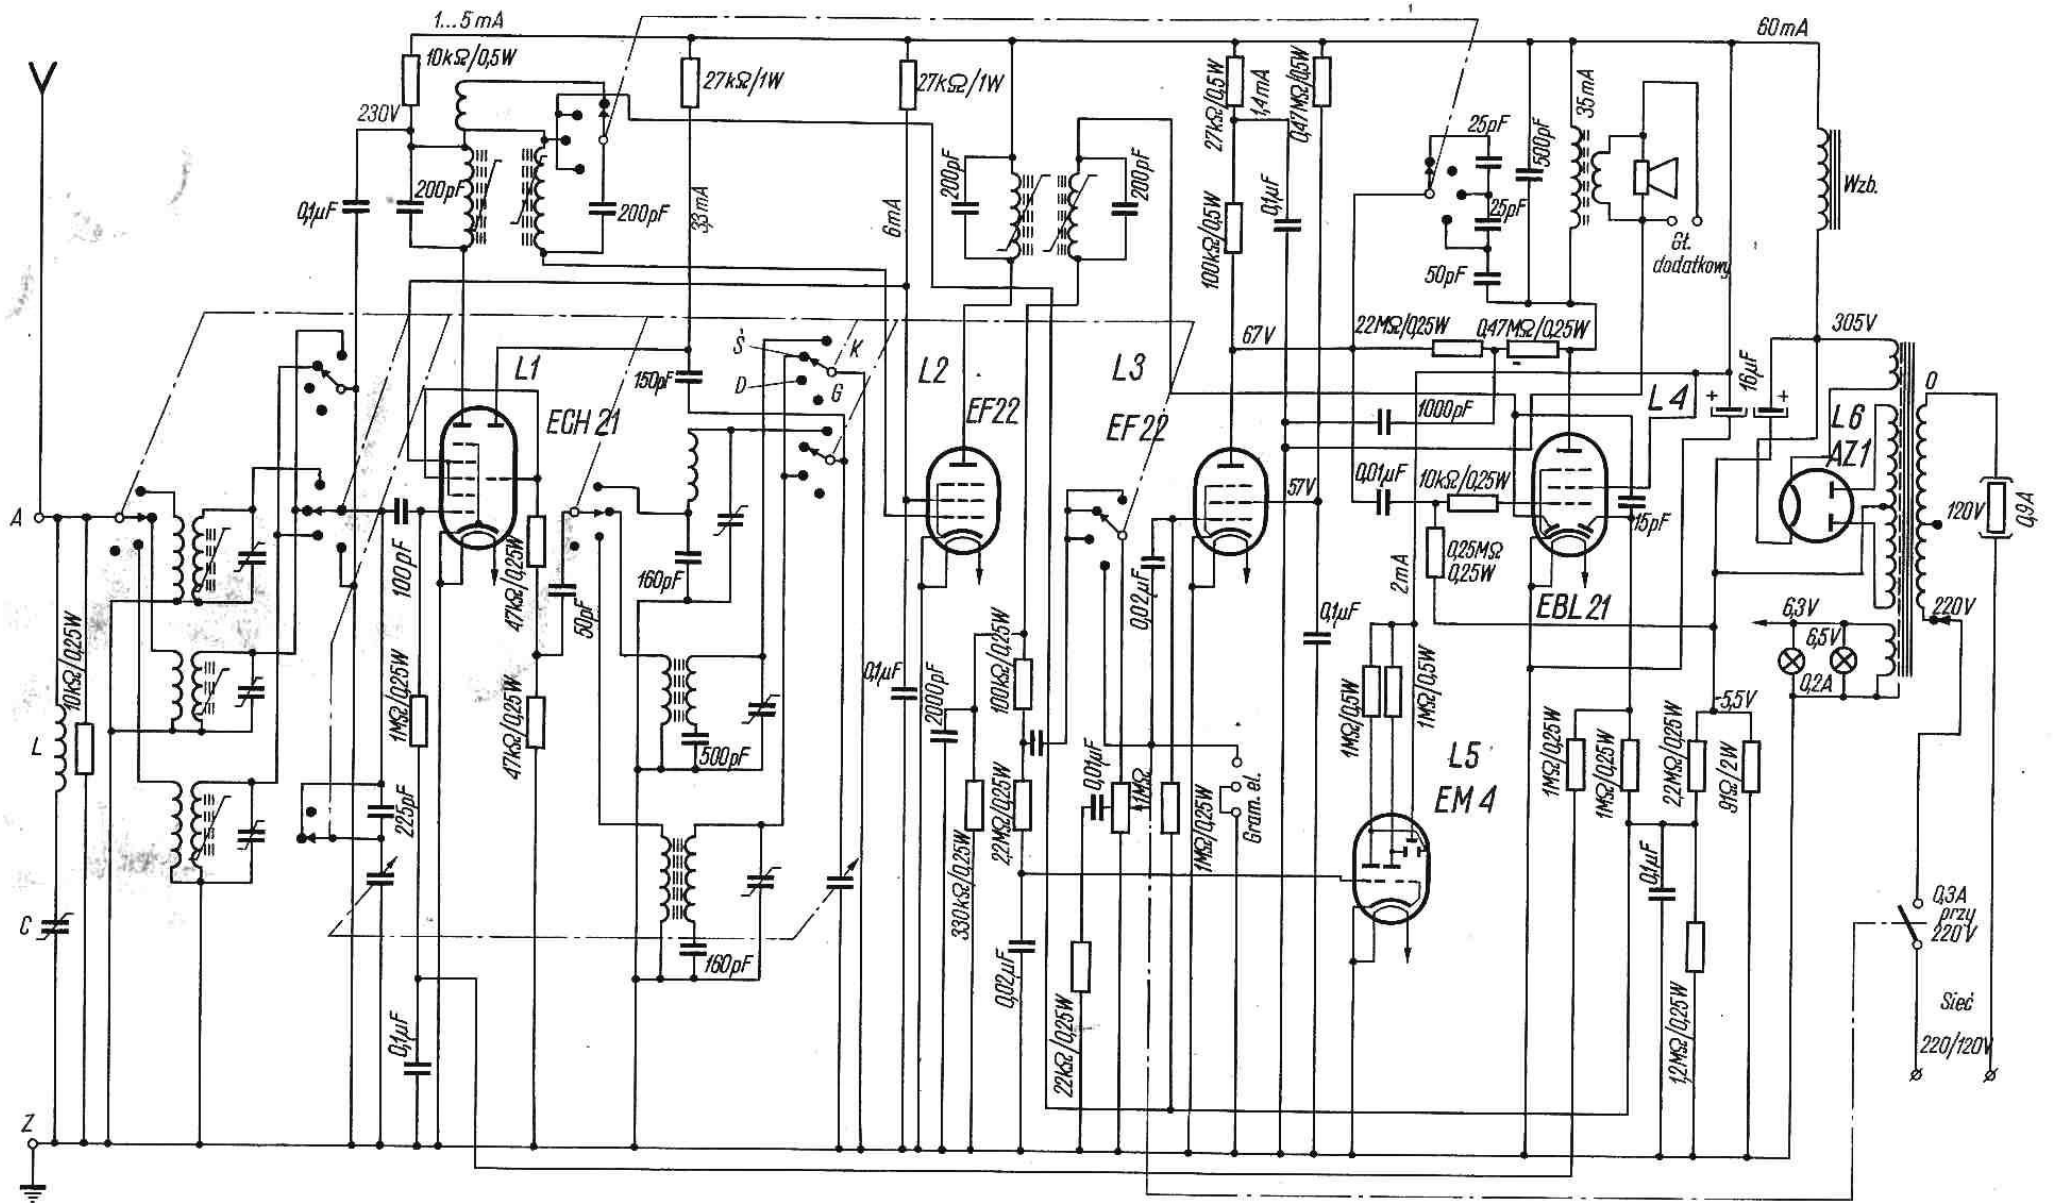 1...5 mA
60mA
10kΩ/0,5W
27kΩ/1W
27kΩ/1W
27kΩ/0,5W
1,4mA
0,47MΩ/0,5W
35mA
230V
25pF
500pF
Wzb.
200pF
0,1µF
200pF
200pF
200pF
3,3mA
6mA
100kΩ/0,5W
0,1µF
25pF
50pF
Gł.
dodatkowy
67V
22MΩ/0,25W
0,47MΩ/0,25W
305V
L1
150pF
Ś
K
D
G
L2
L3
L4
16µF
L6
AZ1
0
ECH 21
EF22
EF22
1000pF
A
57V
0,01µF
10kΩ/0,25W
15pF
120V
0,9A
100pF
47kΩ/0,25W
160pF
50pF
0,02µF
0,25MΩ
0,25W
2mA
EBL 21
220V
6,3V
6,5V
0,2A
10kΩ/0,25W
L
1MΩ/0,25W
47kΩ/0,25W
500pF
0,1µF
2000pF
100kΩ/0,25W
0,1µF
1MΩ/0,5W
1MΩ/0,5W
-5,5V
225pF
2,2MΩ/0,25W
0,01µF
1MΩ
1MΩ/0,25W
Gram. el.
L5
EM 4
1MΩ/0,25W
1MΩ/0,25W
2,2MΩ/0,25W
91Ω/2W
C
160pF
330kΩ/0,25W
0,02µF
0,1µF
0,3A
przy
220V
0,1µF
22kΩ/0,25W
1,2MΩ/0,25W
Sieć
220/120V
Z